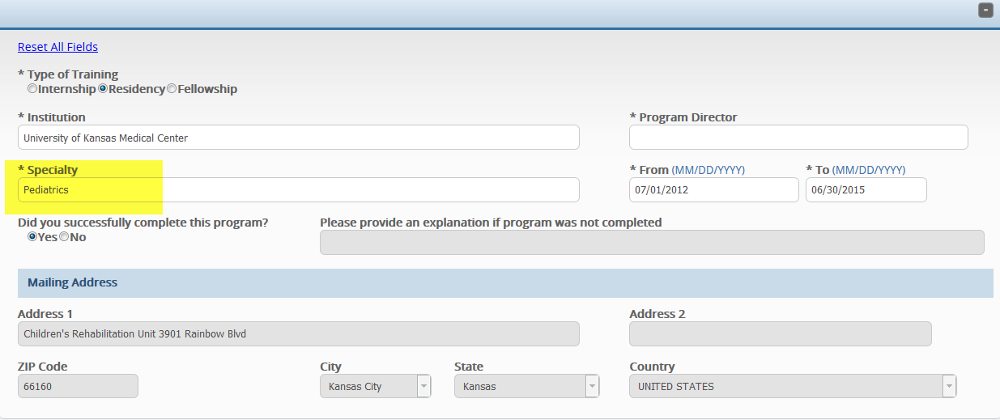 Reset All Fields
* Type of Training
Internship Residency Fellowship
* Institution
* Program Director
University of Kansas Medical Center
* Specialty
* From (MM/DD/YYYY)
* To (MM/DD/YYYY)
Pediatrics
07/01/2012
06/30/2015
Did you successfully complete this program?
Please provide an explanation if program was not completed
Yes No
Mailing Address
Address 1
Address 2
Children's Rehabilitation Unit 3901 Rainbow Blvd
ZIP Code
City
State
Country
66160
Kansas City
Kansas
UNITED STATES